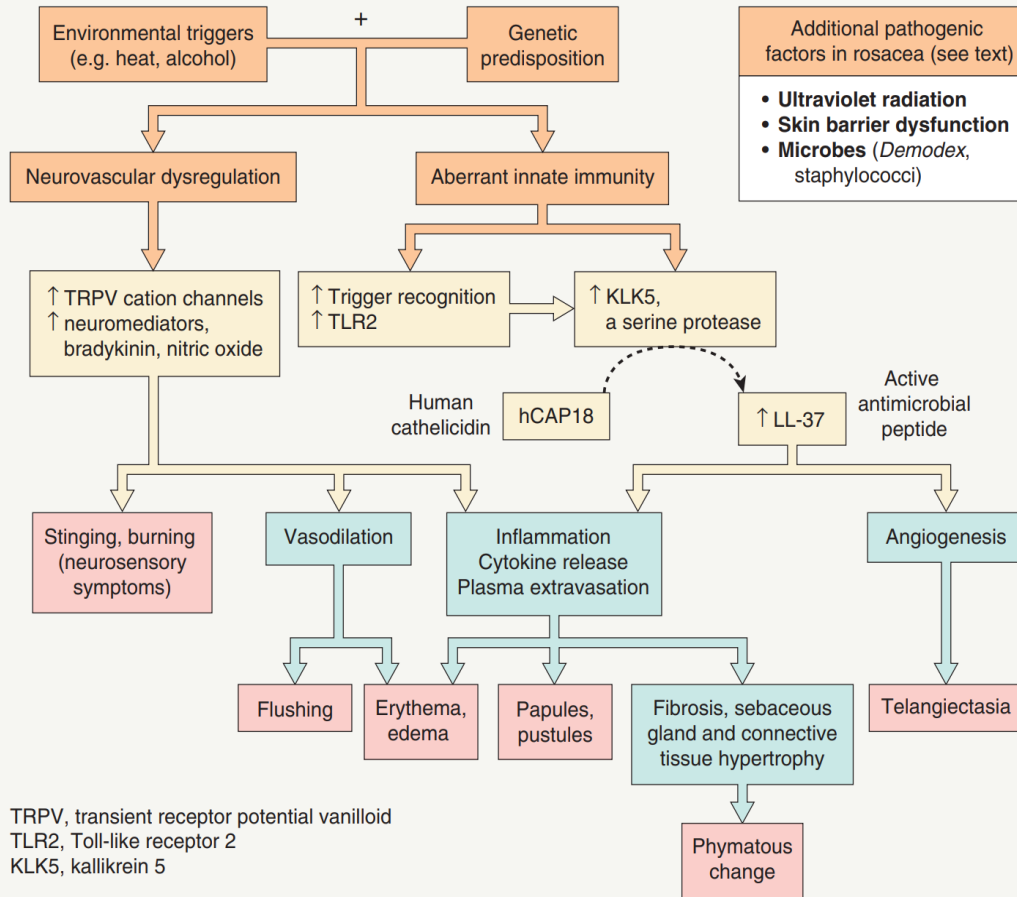 Environmental triggers
(e.g. heat, alcohol)
+
Genetic
predisposition
Additional pathogenic
factors in rosacea (see text)
• Ultraviolet radiation
• Skin barrier dysfunction
• Microbes (Demodex,
staphylococci)
Neurovascular dysregulation
Aberrant innate immunity
↑ TRPV cation channels
↑ neuromediators,
bradykinin, nitric oxide
↑ Trigger recognition
↑ TLR2
↑ KLK5,
a serine protease
Human
cathelicidin
hCAP18
↑ LL-37
Active
antimicrobial
peptide
Stinging, burning
(neurosensory
symptoms)
Vasodilation
Inflammation
Cytokine release
Plasma extravasation
Angiogenesis
Flushing
Erythema,
edema
Papules,
pustules
Fibrosis, sebaceous
gland and connective
tissue hypertrophy
Telangiectasia
Phymatous
change
TRPV, transient receptor potential vanilloid
TLR2, Toll-like receptor 2
KLK5, kallikrein 5